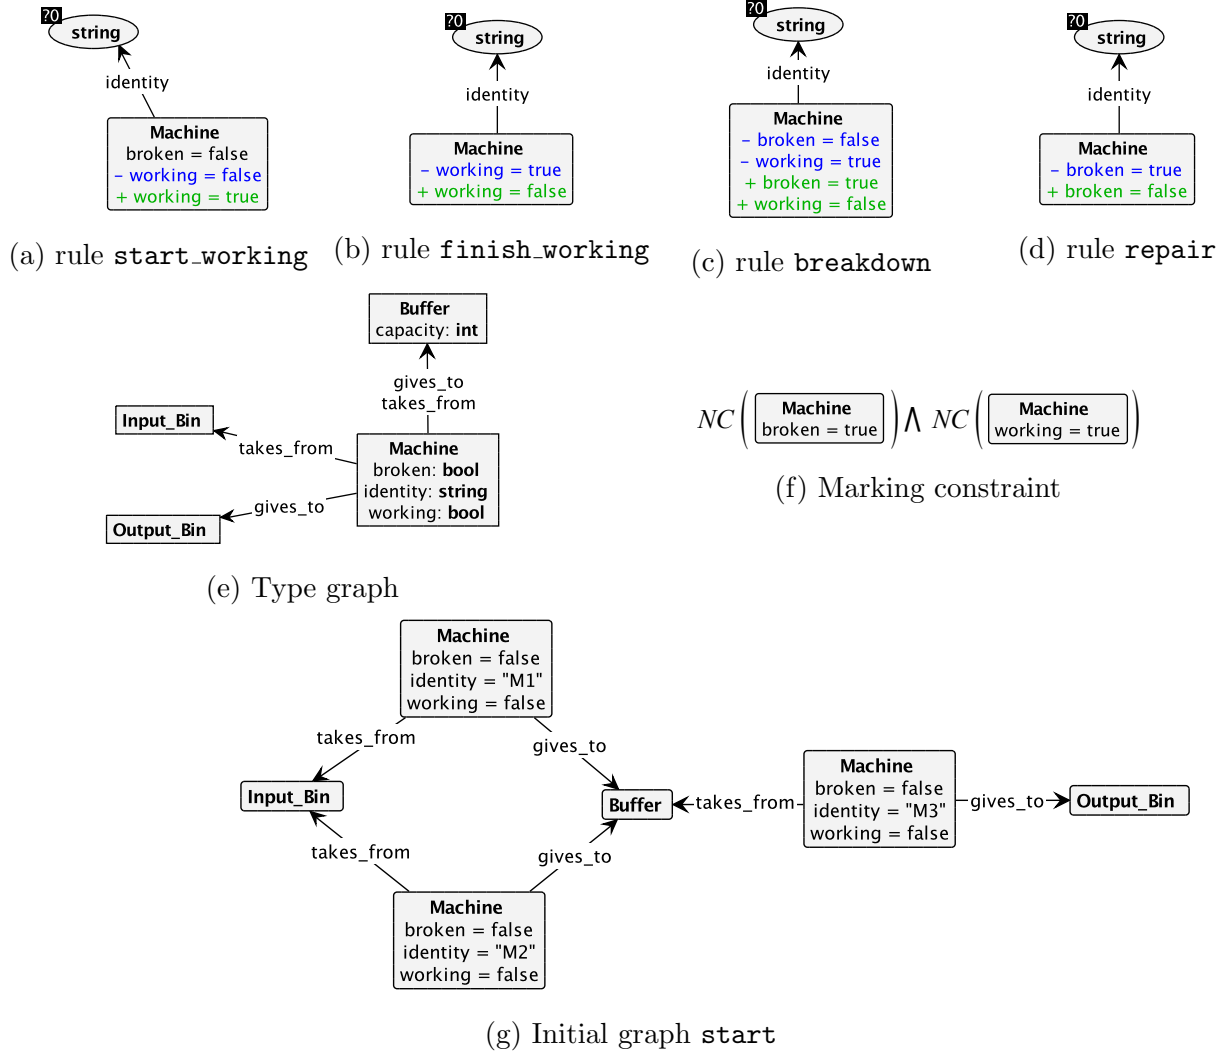 ?0
string
identity
Machine
broken = false
– working = false
+ working = true
(a) rule start_working
?0
string
identity
Machine
– working = true
+ working = false
(b) rule finish_working
?0
string
identity
Machine
– broken = false
– working = true
+ broken = true
+ working = false
(c) rule breakdown
?0
string
identity
Machine
– broken = true
+ broken = false
(d) rule repair
Buffer
capacity: int
gives_to
takes_from
Input_Bin
takes_from
Machine
broken: bool
identity: string
working: bool
gives_to
Output_Bin
(e) Type graph
NC ( Machine
broken = true ) ∧ NC ( Machine
working = true )
(f) Marking constraint
Machine
broken = false
identity = "M1"
working = false
takes_from
gives_to
Input_Bin
Buffer
takes_from
Machine
broken = false
identity = "M3"
working = false
gives_to
Output_Bin
takes_from
gives_to
Machine
broken = false
identity = "M2"
working = false
(g) Initial graph start